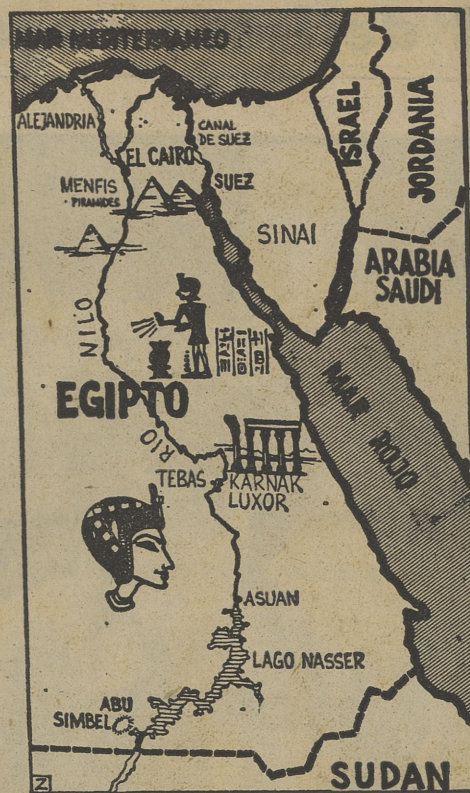 MAR MEDITERRANEO
ALEJANDRIA
CANAL
DE SUEZ
ISRAEL
JORDANIA
EL CAIRO
MENFIS
PIRAMIDES
SUEZ
SINAI
ARABIA
SAUDI
NILO
EGIPTO
MAR ROJO
RIO
TEBAS
KARNAK
LUXOR
ASUAN
LAGO NASSER
ABU
SIMBEL
SUDAN
Z